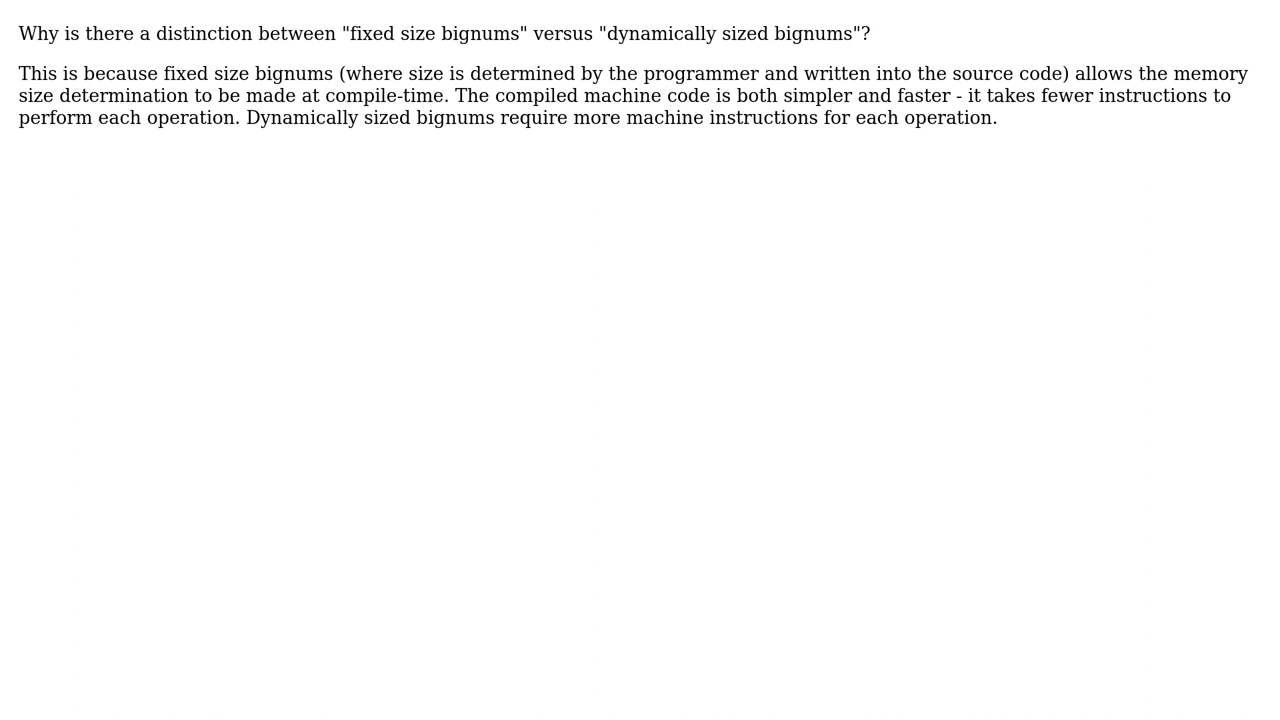 Why is there a distinction between "fixed size bignums" versus "dynamically sized bignums"?
This is because fixed size bignums (where size is determined by the programmer and written into the source code) allows the memory
size determination to be made at compile-time. The compiled machine code is both simpler and faster - it takes fewer instructions to
perform each operation. Dynamically sized bignums require more machine instructions for each operation.